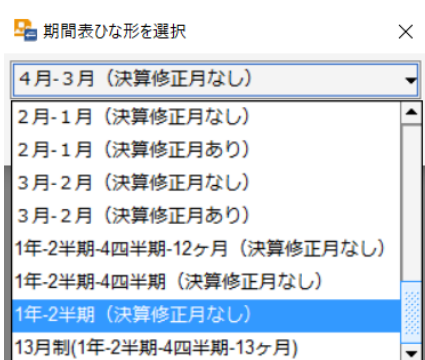 期間表ひな形を選択
4月-3月（決算修正月なし）
2月-1月（決算修正月なし）
2月-1月（決算修正月あり）
3月-2月（決算修正月なし）
3月-2月（決算修正月あり）
1年-2半期-4四半期-12ヶ月（決算修正月なし）
1年-2半期-4四半期（決算修正月なし）
1年-2半期（決算修正月なし）
13月制(1年-2半期-4四半期-13ヶ月)